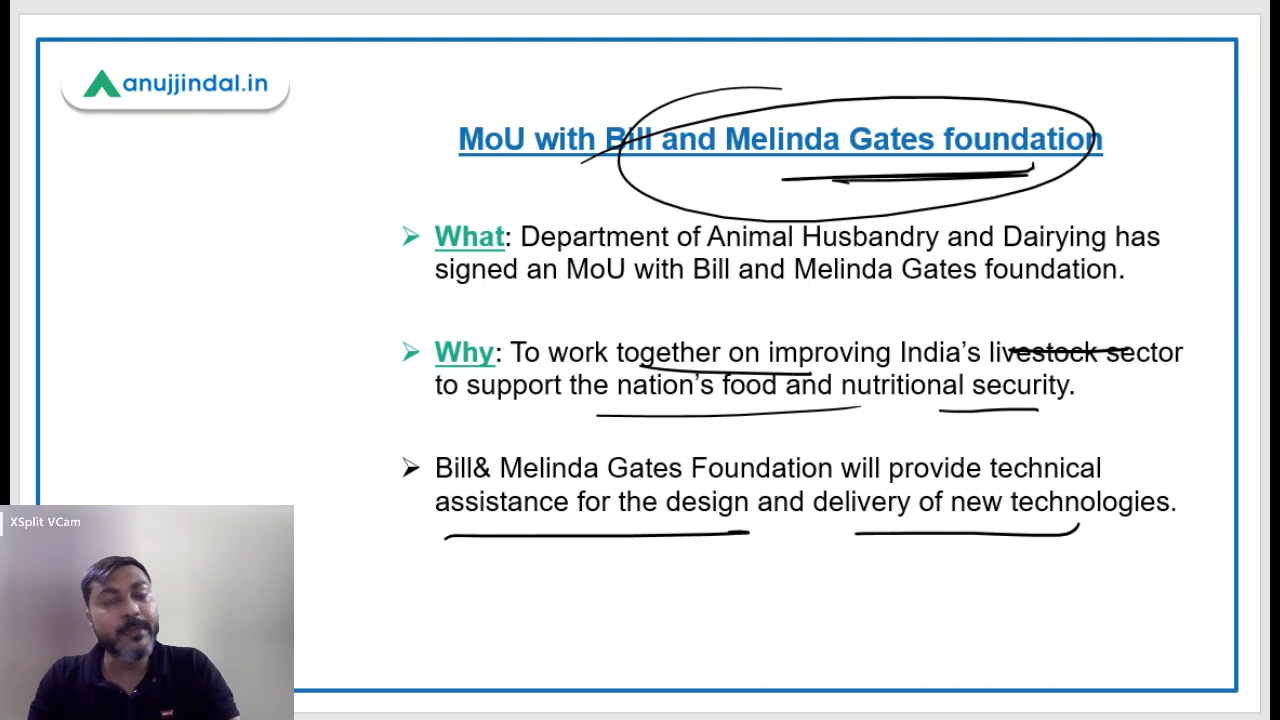 anujjindal.in
MoU with Bill and Melinda Gates foundation
➢ What: Department of Animal Husbandry and Dairying has
signed an MoU with Bill and Melinda Gates foundation.
➢ Why: To work together on improving India’s livestock sector
to support the nation’s food and nutritional security.
➢ Bill& Melinda Gates Foundation will provide technical
assistance for the design and delivery of new technologies.
XSplit VCam